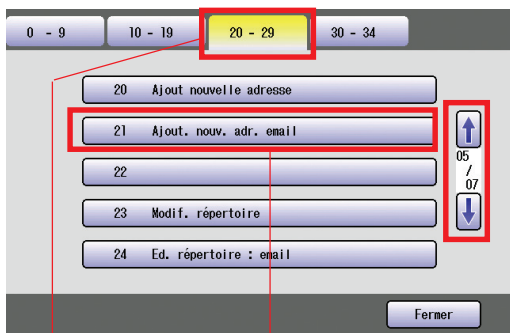 0 - 9 10 - 19 20 - 29 30 - 34
20 Ajout nouvelle adresse
21 Ajout. nouv. adr. email
22
23 Modif. répertoire
24 Ed. répertoire : email
05
/
07
Fermer